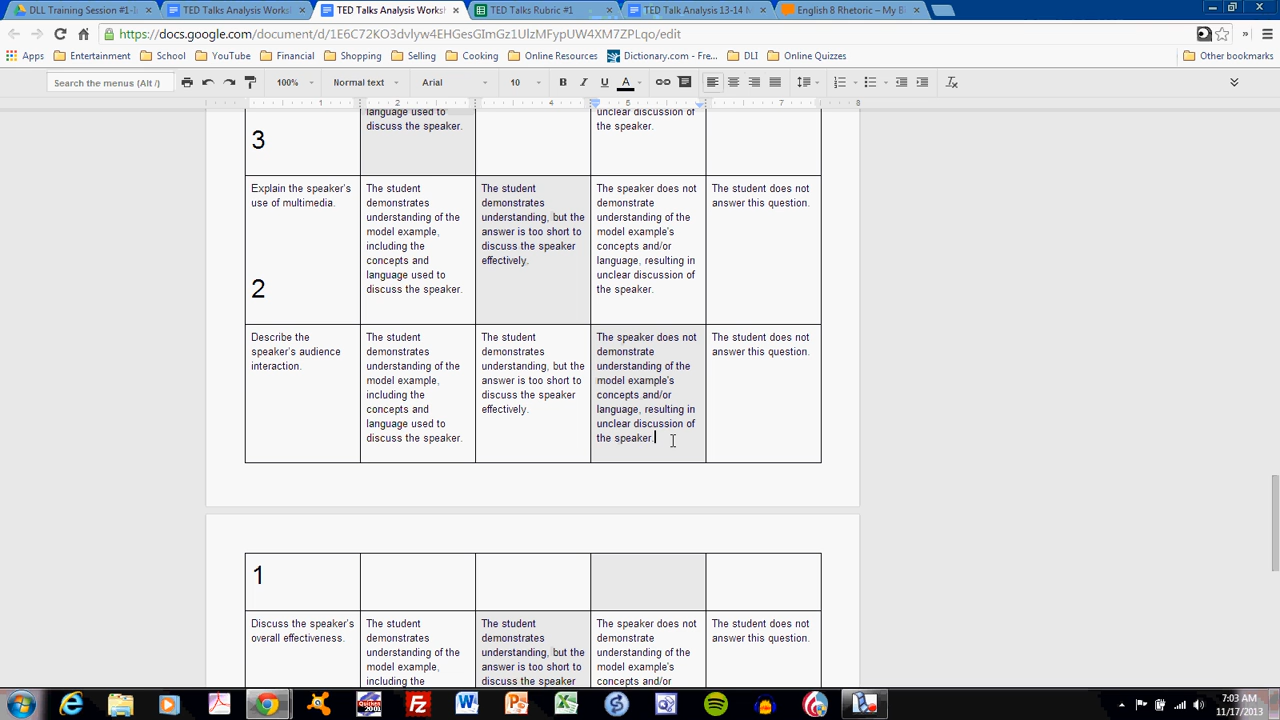 DLL Training Session #1-I
TED Talks Analysis Works
TED Talks Analysis Works
TED Talks Rubric #1
TED Talk Analysis 13-14 M
English 8 Rhetoric – My B
https://docs.google.com/document/d/1E6C72KO3dvlyw4EHGesGImGz1UlzMFypUW4XM7ZPLqo/edit
Apps Entertainment School YouTube Financial Shopping Selling Cooking Online Resources Dictionary.com - Fre... DLI Online Quizzes Other bookmarks
Search the menus (Alt /) 100% Normal text Arial 10 B I U A
1 2 3 4 5 6 7 8
3
language used to
discuss the speaker.
unclear discussion of
the speaker.
Explain the speaker's
use of multimedia.
2
The student
demonstrates
understanding of the
model example,
including the
concepts and
language used to
discuss the speaker.
The student
demonstrates
understanding, but the
answer is too short to
discuss the speaker
effectively.
The speaker does not
demonstrate
understanding of the
model example's
concepts and/or
language, resulting in
unclear discussion of
the speaker.
The student does not
answer this question.
Describe the
speaker's audience
interaction.
The student
demonstrates
understanding of the
model example,
including the
concepts and
language used to
discuss the speaker.
The student
demonstrates
understanding, but the
answer is too short to
discuss the speaker
effectively.
The speaker does not
demonstrate
understanding of the
model example's
concepts and/or
language, resulting in
unclear discussion of
the speaker.
The student does not
answer this question.
1
Discuss the speaker's
overall effectiveness.
The student
demonstrates
understanding of the
model example,
including the
The student
demonstrates
understanding, but the
answer is too short to
discuss the speaker
The speaker does not
demonstrate
understanding of the
model example's
concepts and/or
The student does not
answer this question.
7:03 AM
11/17/2013